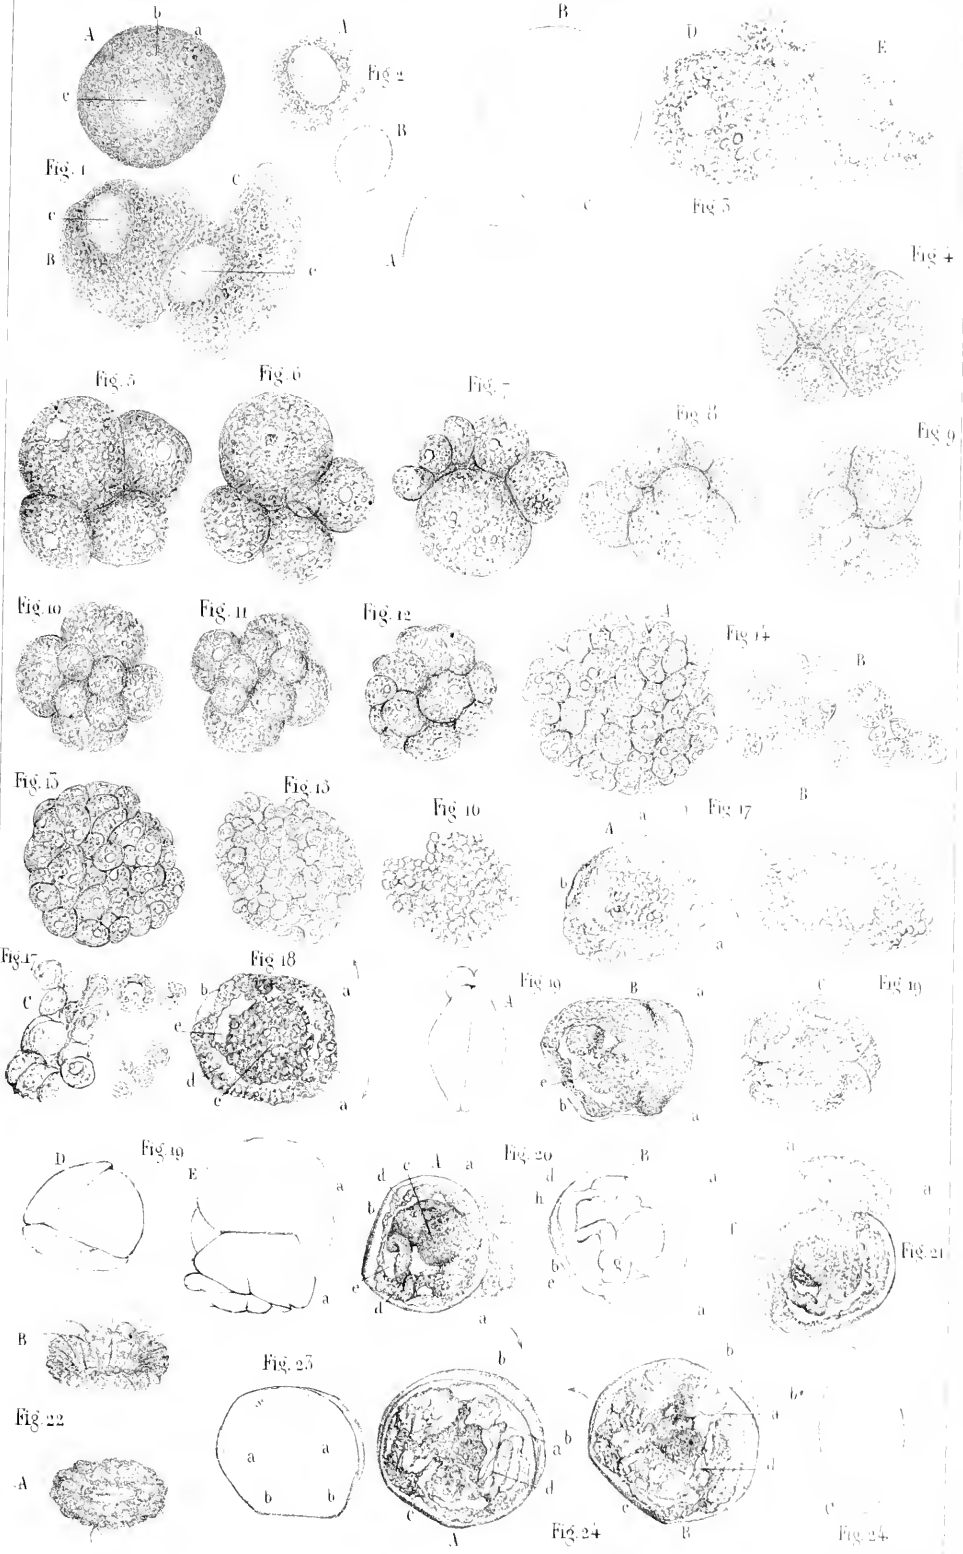 b
A
a
c
Fig. 1
c
B
C
c
A
Fig 2
B
B
A
c
D
E
Fig 3
Fig 4
Fig. 5
Fig. 6
Fig. 7
Fig 8
Fig 9
Fig. 10
Fig. 11
Fig. 12
A
Fig 14
B
Fig. 13
Fig. 15
Fig 16
A
a
b
a
Fig 17
B
Fig. 17
C
Fig 18
b
a
e
d
c
a
A
Fig 19
B
a
e
b
a
C
Fig 19
D
Fig. 19
E
a
a
c
A
a
d
b
e
d
a
Fig. 20
B
d
h
a
f
b
g
e
a
a
a
Fig. 21
B
Fig. 22
A
Fig. 23
a
a
b
b
b
a
b
d
c
A
Fig. 24
b
a
d
c
B
b
C
Fig. 24